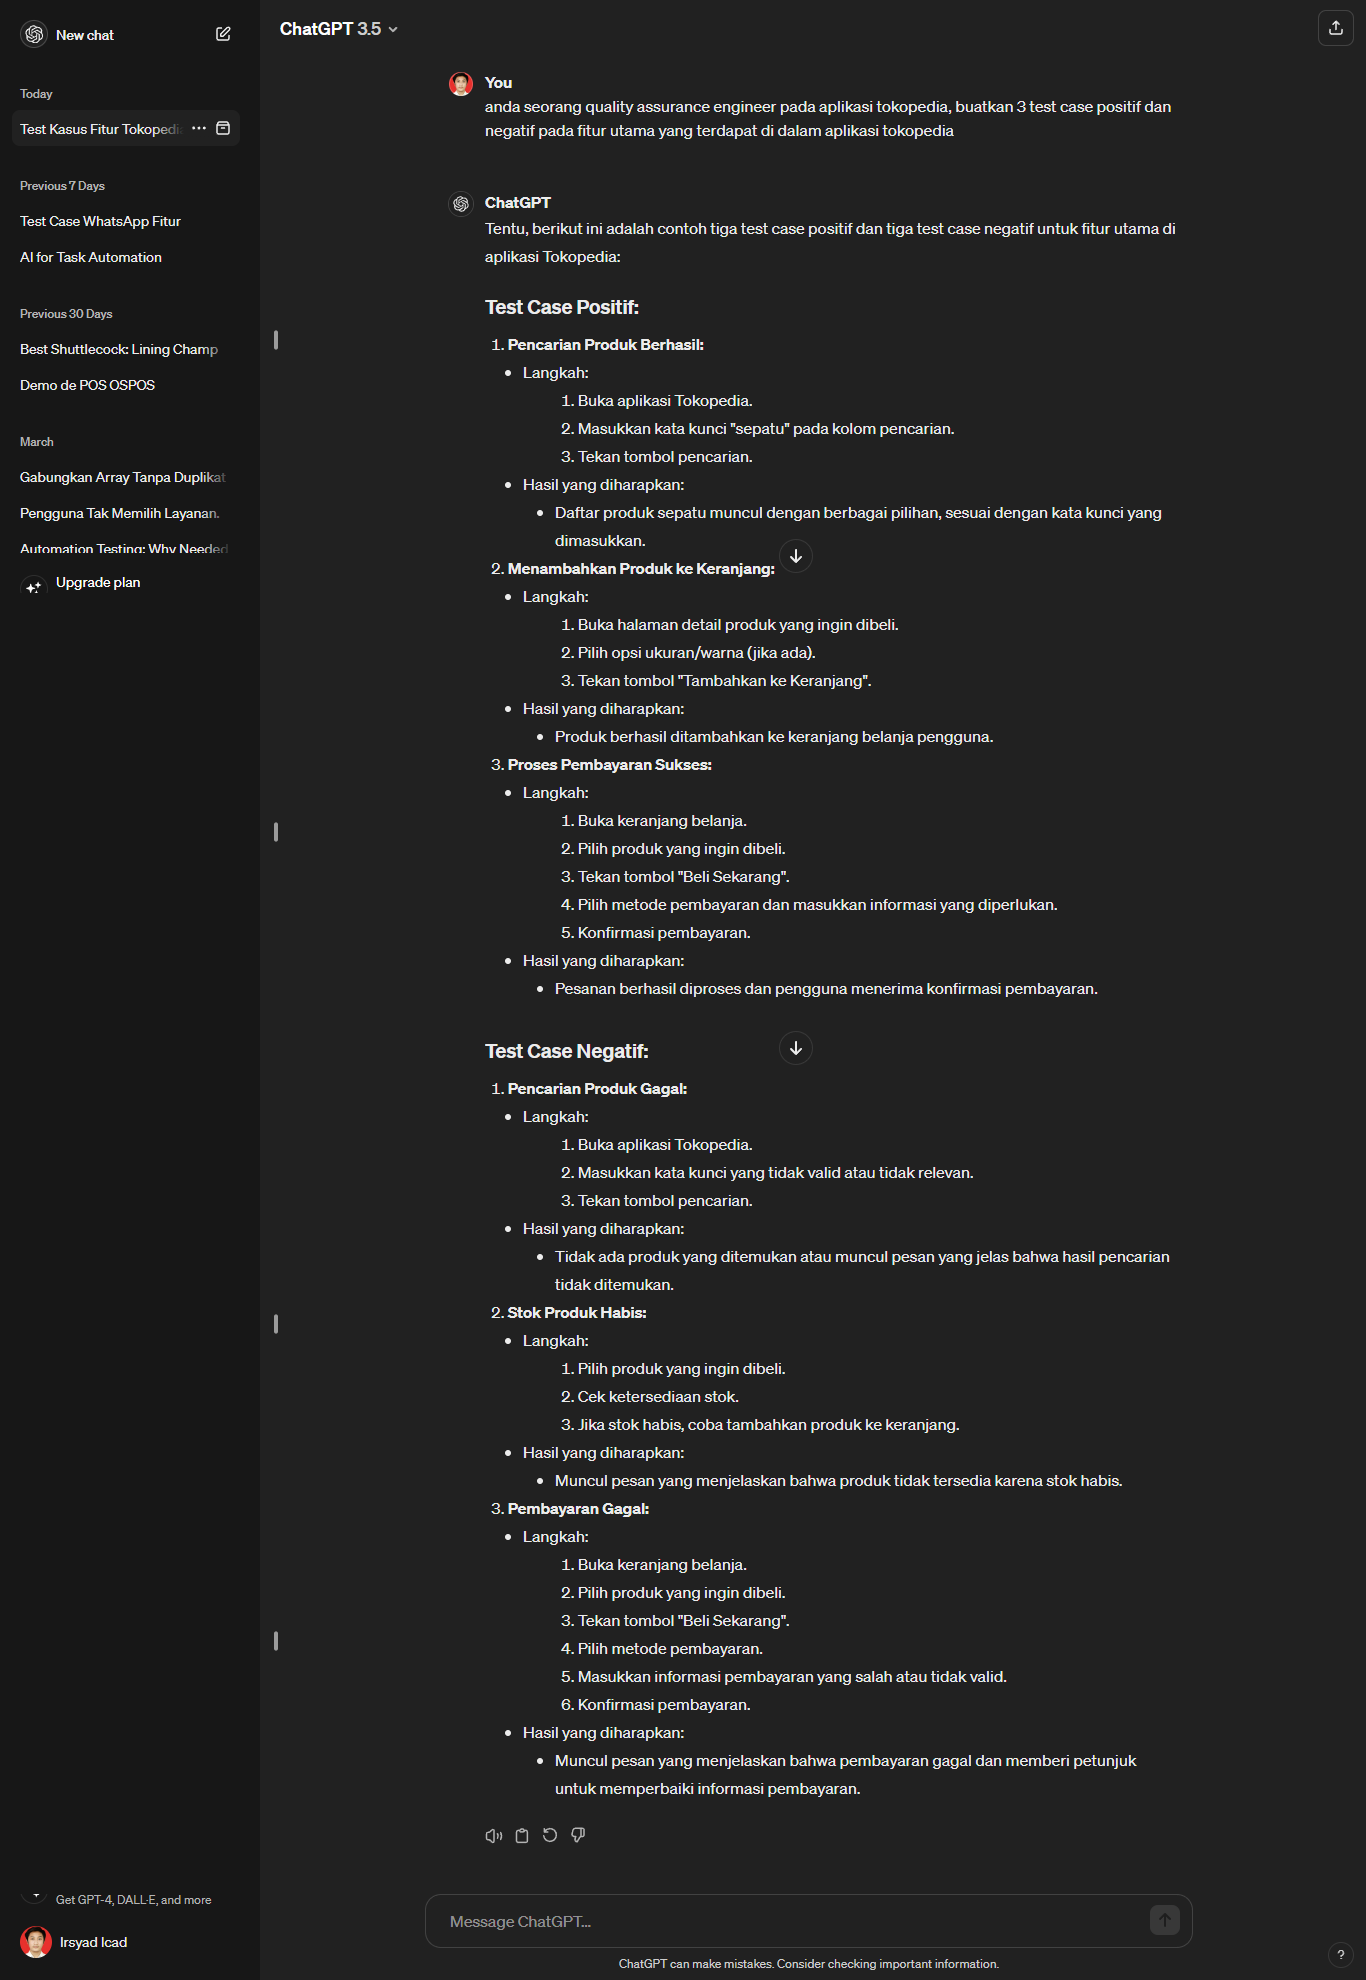 New chat
Today
Test Kasus Fitur Tokopedia
Previous 7 Days
Test Case WhatsApp Fitur
AI for Task Automation
Previous 30 Days
Best Shuttlecock: Lining Champ
Demo de POS OSPOS
March
Gabungkan Array Tanpa Duplikat
Pengguna Tak Memilih Layanan.
Automation Testing: Why Needed
Upgrade plan
Get GPT-4, DALL·E, and more
Irsyad Icad
ChatGPT 3.5
You
anda seorang quality assurance engineer pada aplikasi tokopedia, buatkan 3 test case positif dan
negatif pada fitur utama yang terdapat di dalam aplikasi tokopedia
ChatGPT
Tentu, berikut ini adalah contoh tiga test case positif dan tiga test case negatif untuk fitur utama di
aplikasi Tokopedia:
Test Case Positif:
1. Pencarian Produk Berhasil:
• Langkah:
1. Buka aplikasi Tokopedia.
2. Masukkan kata kunci "sepatu" pada kolom pencarian.
3. Tekan tombol pencarian.
• Hasil yang diharapkan:
• Daftar produk sepatu muncul dengan berbagai pilihan, sesuai dengan kata kunci yang
dimasukkan.
2. Menambahkan Produk ke Keranjang:
• Langkah:
1. Buka halaman detail produk yang ingin dibeli.
2. Pilih opsi ukuran/warna (jika ada).
3. Tekan tombol "Tambahkan ke Keranjang".
• Hasil yang diharapkan:
• Produk berhasil ditambahkan ke keranjang belanja pengguna.
3. Proses Pembayaran Sukses:
• Langkah:
1. Buka keranjang belanja.
2. Pilih produk yang ingin dibeli.
3. Tekan tombol "Beli Sekarang".
4. Pilih metode pembayaran dan masukkan informasi yang diperlukan.
5. Konfirmasi pembayaran.
• Hasil yang diharapkan:
• Pesanan berhasil diproses dan pengguna menerima konfirmasi pembayaran.
Test Case Negatif:
1. Pencarian Produk Gagal:
• Langkah:
1. Buka aplikasi Tokopedia.
2. Masukkan kata kunci yang tidak valid atau tidak relevan.
3. Tekan tombol pencarian.
• Hasil yang diharapkan:
• Tidak ada produk yang ditemukan atau muncul pesan yang jelas bahwa hasil pencarian
tidak ditemukan.
2. Stok Produk Habis:
• Langkah:
1. Pilih produk yang ingin dibeli.
2. Cek ketersediaan stok.
3. Jika stok habis, coba tambahkan produk ke keranjang.
• Hasil yang diharapkan:
• Muncul pesan yang menjelaskan bahwa produk tidak tersedia karena stok habis.
3. Pembayaran Gagal:
• Langkah:
1. Buka keranjang belanja.
2. Pilih produk yang ingin dibeli.
3. Tekan tombol "Beli Sekarang".
4. Pilih metode pembayaran.
5. Masukkan informasi pembayaran yang salah atau tidak valid.
6. Konfirmasi pembayaran.
• Hasil yang diharapkan:
• Muncul pesan yang menjelaskan bahwa pembayaran gagal dan memberi petunjuk
untuk memperbaiki informasi pembayaran.
Message ChatGPT...
ChatGPT can make mistakes. Consider checking important information.
?